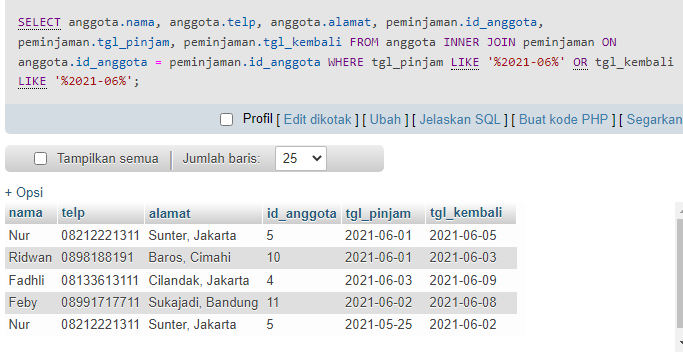 SELECT anggota.nama, anggota.telp, anggota.alamat, peminjaman.id_anggota,
peminjaman.tgl_pinjam, peminjaman.tgl_kembali FROM anggota INNER JOIN peminjaman ON
anggota.id_anggota = peminjaman.id_anggota WHERE tgl_pinjam LIKE '%2021-06%' OR tgl_kembali
LIKE '%2021-06%';
Profil [ Edit dikotak ] [ Ubah ] [ Jelaskan SQL ] [ Buat kode PHP ] [ Segarkan
Tampilkan semua Jumlah baris: 25
+ Opsi
nama telp alamat id_anggota tgl_pinjam tgl_kembali
Nur 08212221311 Sunter, Jakarta 5 2021-06-01 2021-06-05
Ridwan 0898188191 Baros, Cimahi 10 2021-06-01 2021-06-03
Fadhli 08133613111 Cilandak, Jakarta 4 2021-06-03 2021-06-09
Feby 08991717711 Sukajadi, Bandung 11 2021-06-02 2021-06-08
Nur 08212221311 Sunter, Jakarta 5 2021-05-25 2021-06-02